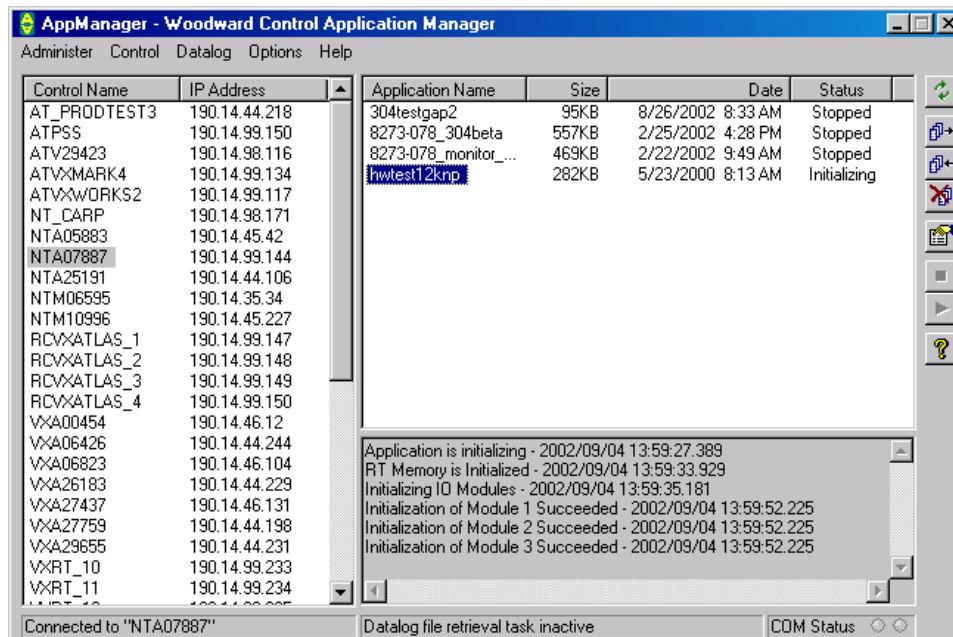 AppManager - Woodward Control Application Manager
Administer Control Datalog Options Help
Control Name IP Address
AT_PRODTEST3 190.14.44.218
ATPSS 190.14.99.150
ATV29423 190.14.98.116
ATVXMARK4 190.14.99.134
ATVXWORKS2 190.14.99.117
NT_CARP 190.14.98.171
NTA05883 190.14.45.42
NTA07887 190.14.99.144
NTA25191 190.14.44.106
NTM06595 190.14.35.34
NTM10996 190.14.45.227
RCVXATLAS_1 190.14.99.147
RCVXATLAS_2 190.14.99.148
RCVXATLAS_3 190.14.99.149
RCVXATLAS_4 190.14.99.150
VXA00454 190.14.46.12
VXA06426 190.14.44.244
VXA06823 190.14.46.104
VXA26183 190.14.44.229
VXA27437 190.14.46.131
VXA27759 190.14.44.198
VXA29655 190.14.44.231
VXRT_10 190.14.99.233
VXRT_11 190.14.99.234
Application Name Size Date Status
304testgap2 95KB 8/26/2002 8:33 AM Stopped
8273-078_304beta 557KB 2/25/2002 4:28 PM Stopped
8273-078_monitor_... 469KB 2/22/2002 9:49 AM Stopped
hwtest12knp 282KB 5/23/2000 8:13 AM Initializing
Application is initializing - 2002/09/04 13:59:27.389
RT Memory is Initialized - 2002/09/04 13:59:33.929
Initializing IO Modules - 2002/09/04 13:59:35.181
Initialization of Module 1 Succeeded - 2002/09/04 13:59:52.225
Initialization of Module 2 Succeeded - 2002/09/04 13:59:52.225
Initialization of Module 3 Succeeded - 2002/09/04 13:59:52.225
Connected to "NTA07887" Datalog file retrieval task inactive COM Status